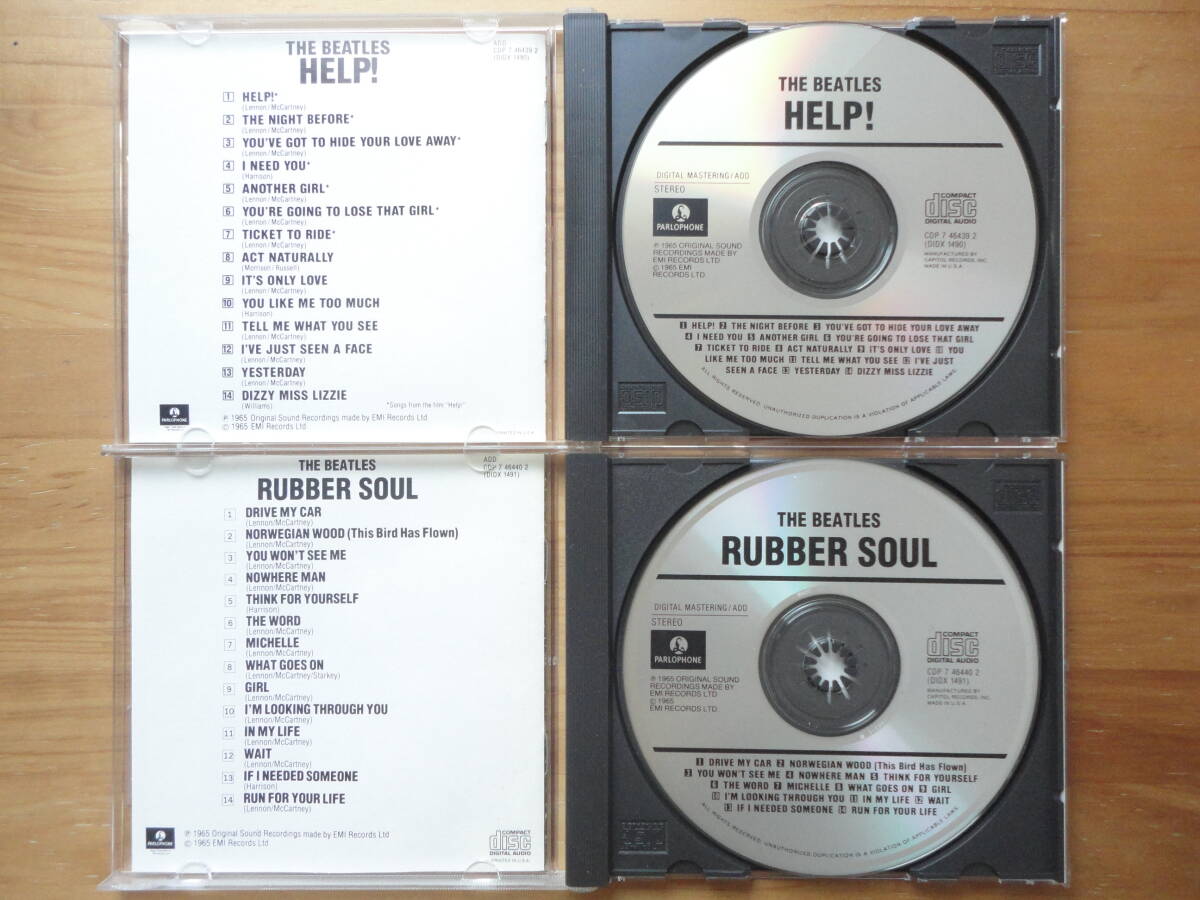 THE BEATLES
HELP!
ADD
CDP 7 46439 2
(DIDX 1490)
1 HELP!*
(Lennon/McCartney)
2 THE NIGHT BEFORE*
(Lennon/McCartney)
3 YOU'VE GOT TO HIDE YOUR LOVE AWAY*
(Lennon/McCartney)
4 I NEED YOU*
(Harrison)
5 ANOTHER GIRL*
(Lennon/McCartney)
6 YOU'RE GOING TO LOSE THAT GIRL*
(Lennon/McCartney)
7 TICKET TO RIDE*
(Lennon/McCartney)
8 ACT NATURALLY
(Morrison/Russell)
9 IT'S ONLY LOVE
(Lennon/McCartney)
10 YOU LIKE ME TOO MUCH
(Harrison)
11 TELL ME WHAT YOU SEE
(Lennon/McCartney)
12 I'VE JUST SEEN A FACE
(Lennon/McCartney)
13 YESTERDAY
(Lennon/McCartney)
14 DIZZY MISS LIZZIE
(Williams)
*Songs from the film "Help!"
PARLOPHONE
℗ 1965 Original Sound Recordings made by EMI Records Ltd
© 1965 EMI Records Ltd.
PRINTED IN U.S.A.
THE BEATLES
HELP!
DIGITAL MASTERING/ADD
STEREO
PARLOPHONE
℗ 1965 ORIGINAL SOUND
RECORDINGS MADE BY
EMI RECORDS LTD
© 1965 EMI
RECORDS LTD.
COMPACT
disc
DIGITAL AUDIO
CDP 7 46439 2
(DIDX 1490)
MANUFACTURED BY
CAPITOL RECORDS, INC.
MADE IN U.S.A.
1 HELP! 2 THE NIGHT BEFORE 3 YOU'VE GOT TO HIDE YOUR LOVE AWAY
4 I NEED YOU 5 ANOTHER GIRL 6 YOU'RE GOING TO LOSE THAT GIRL
7 TICKET TO RIDE 8 ACT NATURALLY 9 IT'S ONLY LOVE 10 YOU
LIKE ME TOO MUCH 11 TELL ME WHAT YOU SEE 12 I'VE JUST
SEEN A FACE 13 YESTERDAY 14 DIZZY MISS LIZZIE
ALL RIGHTS RESERVED. UNAUTHORIZED DUPLICATION IS A VIOLATION OF APPLICABLE LAWS.
THE BEATLES
RUBBER SOUL
ADD
CDP 7 46440 2
(DIDX 1491)
1 DRIVE MY CAR
(Lennon/McCartney)
2 NORWEGIAN WOOD (This Bird Has Flown)
(Lennon/McCartney)
3 YOU WON'T SEE ME
(Lennon/McCartney)
4 NOWHERE MAN
(Lennon/McCartney)
5 THINK FOR YOURSELF
(Harrison)
6 THE WORD
(Lennon/McCartney)
7 MICHELLE
(Lennon/McCartney)
8 WHAT GOES ON
(Lennon/McCartney/Starkey)
9 GIRL
(Lennon/McCartney)
10 I'M LOOKING THROUGH YOU
(Lennon/McCartney)
11 IN MY LIFE
(Lennon/McCartney)
12 WAIT
(Lennon/McCartney)
13 IF I NEEDED SOMEONE
(Harrison)
14 RUN FOR YOUR LIFE
(Lennon/McCartney)
℗ 1965 Original Sound Recordings made by EMI Records Ltd
© 1965 EMI Records Ltd
COMPACT
disc
DIGITAL AUDIO
PRINTED IN U.S.A.
THE BEATLES
RUBBER SOUL
DIGITAL MASTERING/ADD
STEREO
PARLOPHONE
℗ 1965 ORIGINAL SOUND
RECORDINGS MADE BY
EMI RECORDS LTD
© 1965
EMI RECORDS LTD
COMPACT
disc
DIGITAL AUDIO
CDP 7 46440 2
(DIDX 1491)
MANUFACTURED BY
CAPITOL RECORDS, INC.
MADE IN U.S.A.
1 DRIVE MY CAR 2 NORWEGIAN WOOD (This Bird Has Flown)
3 YOU WON'T SEE ME 4 NOWHERE MAN 5 THINK FOR YOURSELF
6 THE WORD 7 MICHELLE 8 WHAT GOES ON 9 GIRL
10 I'M LOOKING THROUGH YOU 11 IN MY LIFE 12 WAIT
13 IF I NEEDED SOMEONE 14 RUN FOR YOUR LIFE
ALL RIGHTS RESERVED. UNAUTHORIZED DUPLICATION IS A VIOLATION OF APPLICABLE LAWS.